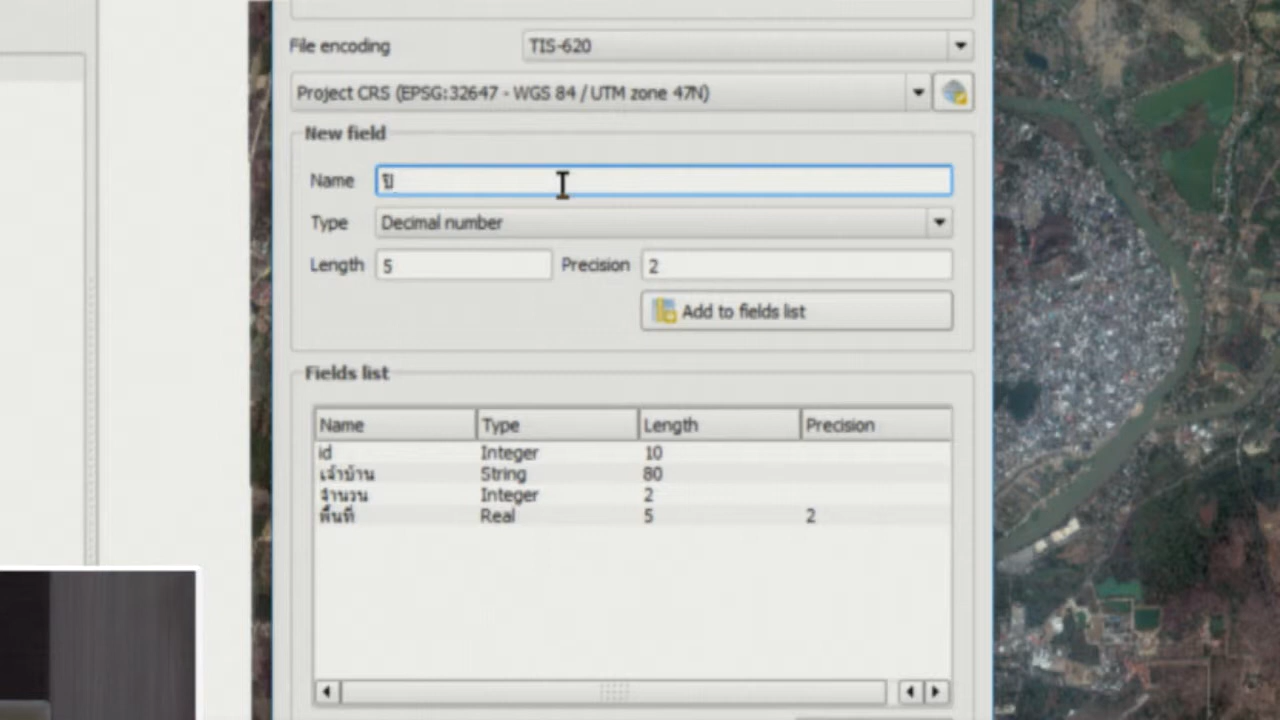 File encoding TIS-620
Project CRS (EPSG:32647 - WGS 84 / UTM zone 47N)
New field
Name ปี
Type Decimal number
Length 5 Precision 2
Add to fields list
Fields list
Name Type Length Precision
id Integer 10
เจ้าบ้าน String 80
จำนวน Integer 2
พื้นที่ Real 5 2